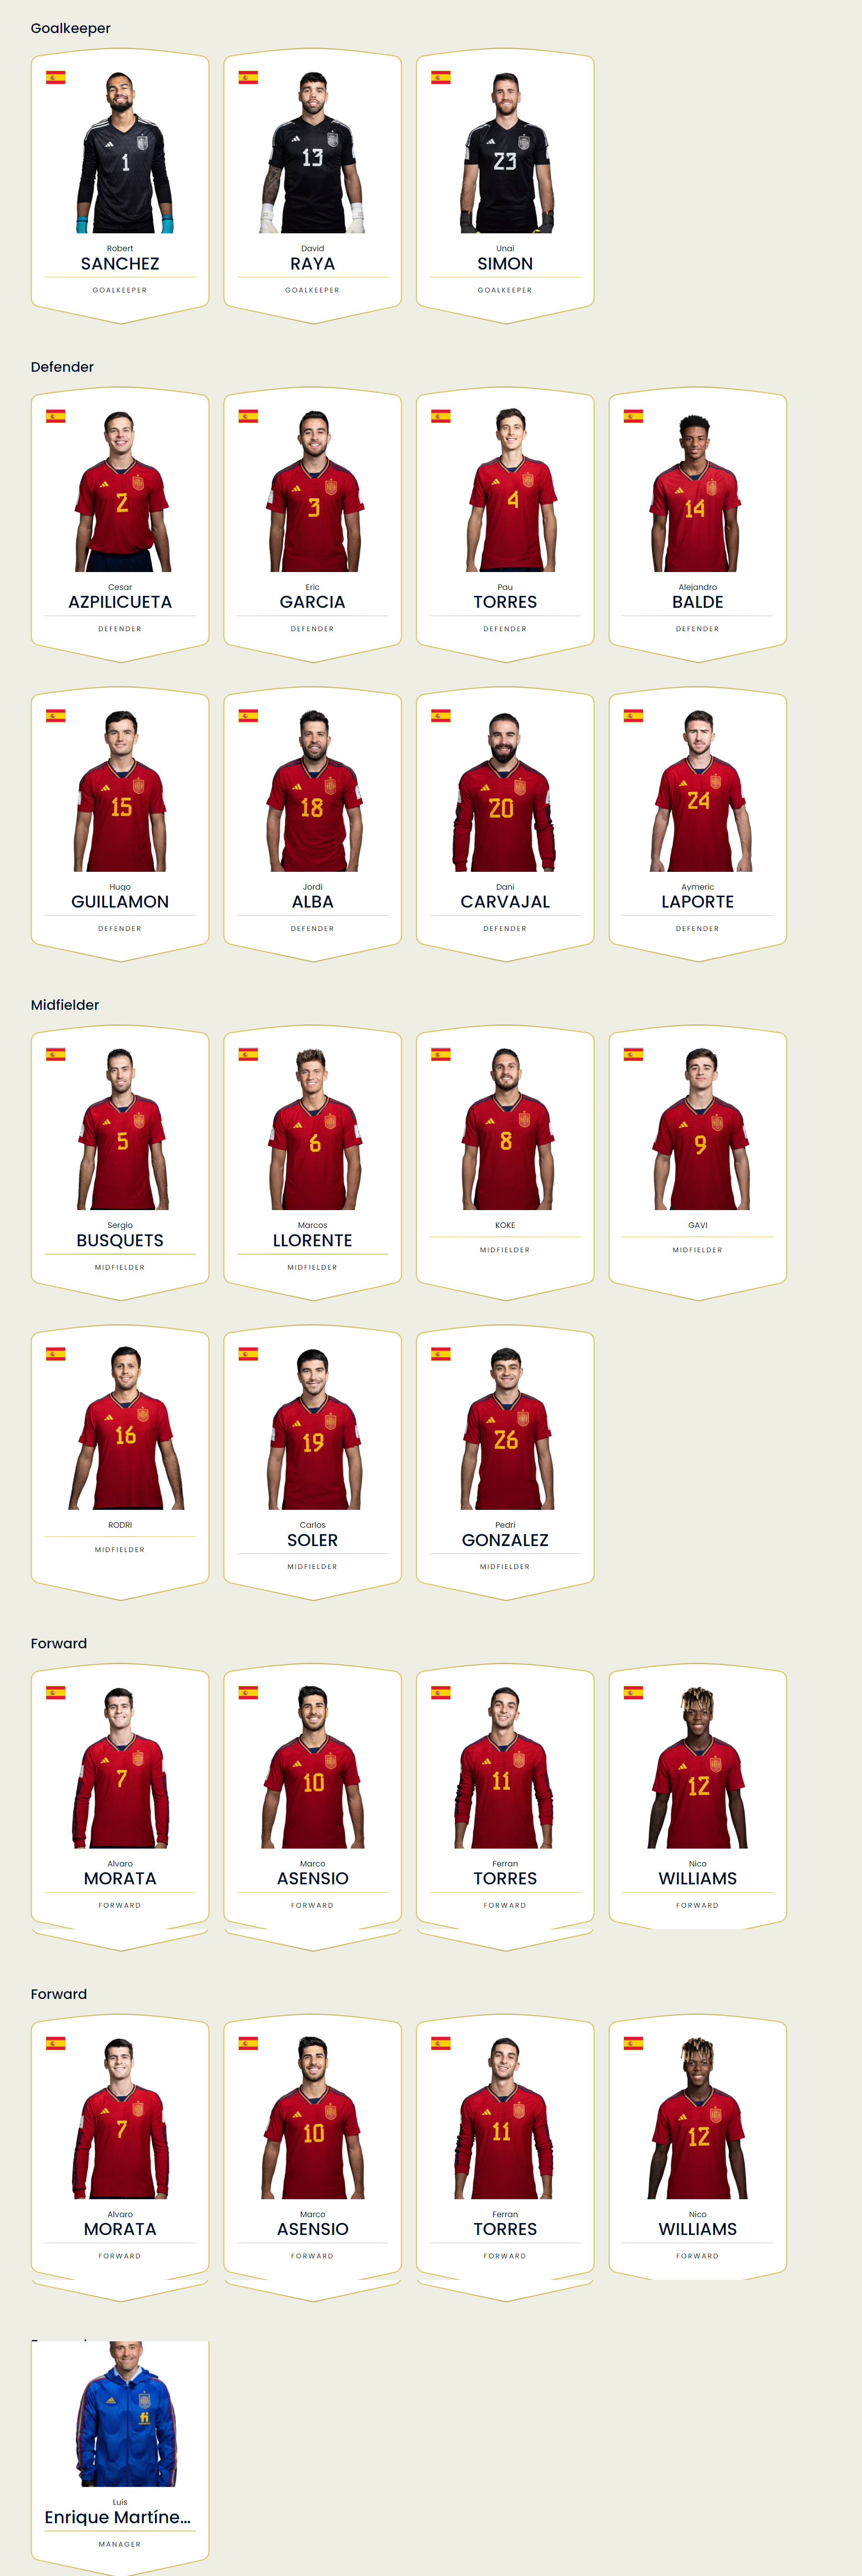 Goalkeeper
1
13
23
Robert
SANCHEZ
GOALKEEPER
David
RAYA
GOALKEEPER
Unai
SIMON
GOALKEEPER
Defender
2
3
4
14
Cesar
AZPILICUETA
DEFENDER
Eric
GARCIA
DEFENDER
Pau
TORRES
DEFENDER
Alejandro
BALDE
DEFENDER
15
18
20
24
Hugo
GUILLAMON
DEFENDER
Jordi
ALBA
DEFENDER
Dani
CARVAJAL
DEFENDER
Aymeric
LAPORTE
DEFENDER
Midfielder
5
6
8
9
Sergio
BUSQUETS
MIDFIELDER
Marcos
LLORENTE
MIDFIELDER
KOKE
MIDFIELDER
GAVI
MIDFIELDER
16
19
26
RODRI
MIDFIELDER
Carlos
SOLER
MIDFIELDER
Pedri
GONZALEZ
MIDFIELDER
Forward
7
10
11
12
Alvaro
MORATA
FORWARD
Marco
ASENSIO
FORWARD
Ferran
TORRES
FORWARD
Nico
WILLIAMS
FORWARD
Forward
7
10
11
12
Alvaro
MORATA
FORWARD
Marco
ASENSIO
FORWARD
Ferran
TORRES
FORWARD
Nico
WILLIAMS
FORWARD
Luis
Enrique Martíne...
MANAGER